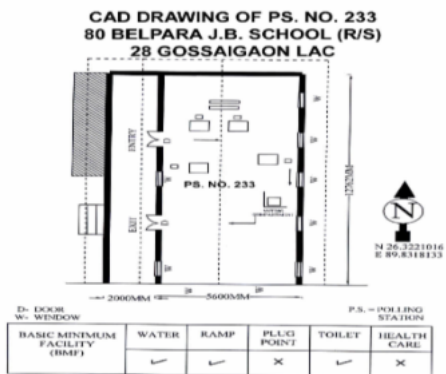 CAD DRAWING OF PS. NO. 233
80 BELPARA J.B. SCHOOL (R/S)
28 GOSSAIGAON LAC
W
W
ENTRY
D
W
D
W
PS. NO. 233
N
N 26.3221016
E 89.8318133
EXIT
D
W
W
W
2000MM
5600MM
D- DOOR
W- WINDOW
P.S. = POLLING
STATION
BASIC MINIMUM
FACILITY
(BMF)
WATER
RAMP
PLUG
POINT
TOILET
HEALTH
CARE
✓ ✓ ✕ ✓ ✕